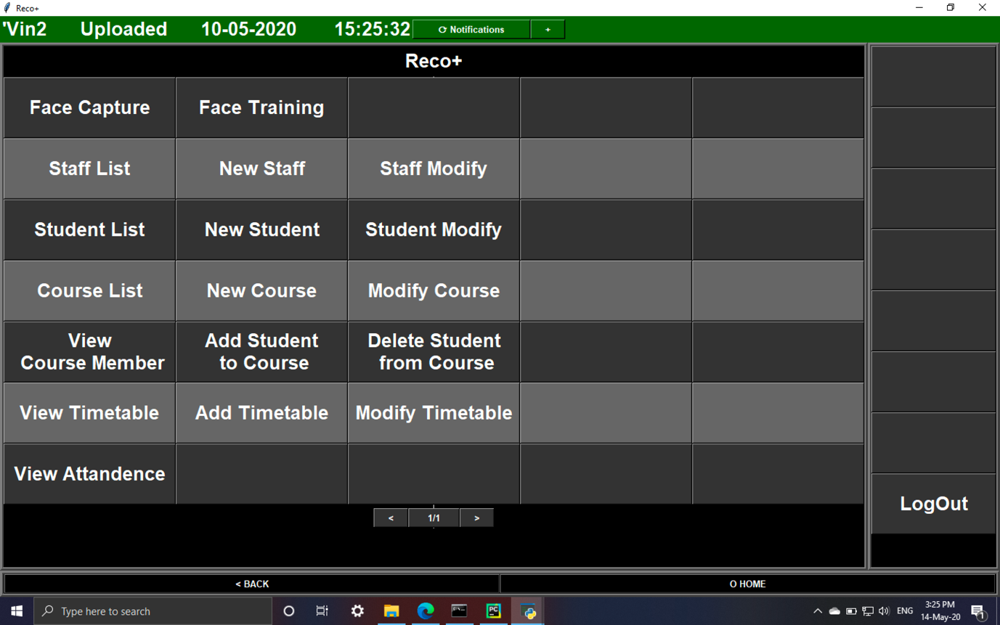 Reco+
'Vin2 Uploaded 10-05-2020 15:25:32 ⟳ Notifications +
Reco+
Face Capture Face Training
Staff List New Staff Staff Modify
Student List New Student Student Modify
Course List New Course Modify Course
View
Course Member
Add Student
to Course
Delete Student
from Course
View Timetable Add Timetable Modify Timetable
View Attandence
LogOut
< 1/1 >
< BACK O HOME
Type here to search
PC
ENG
3:25 PM
14-May-20
1